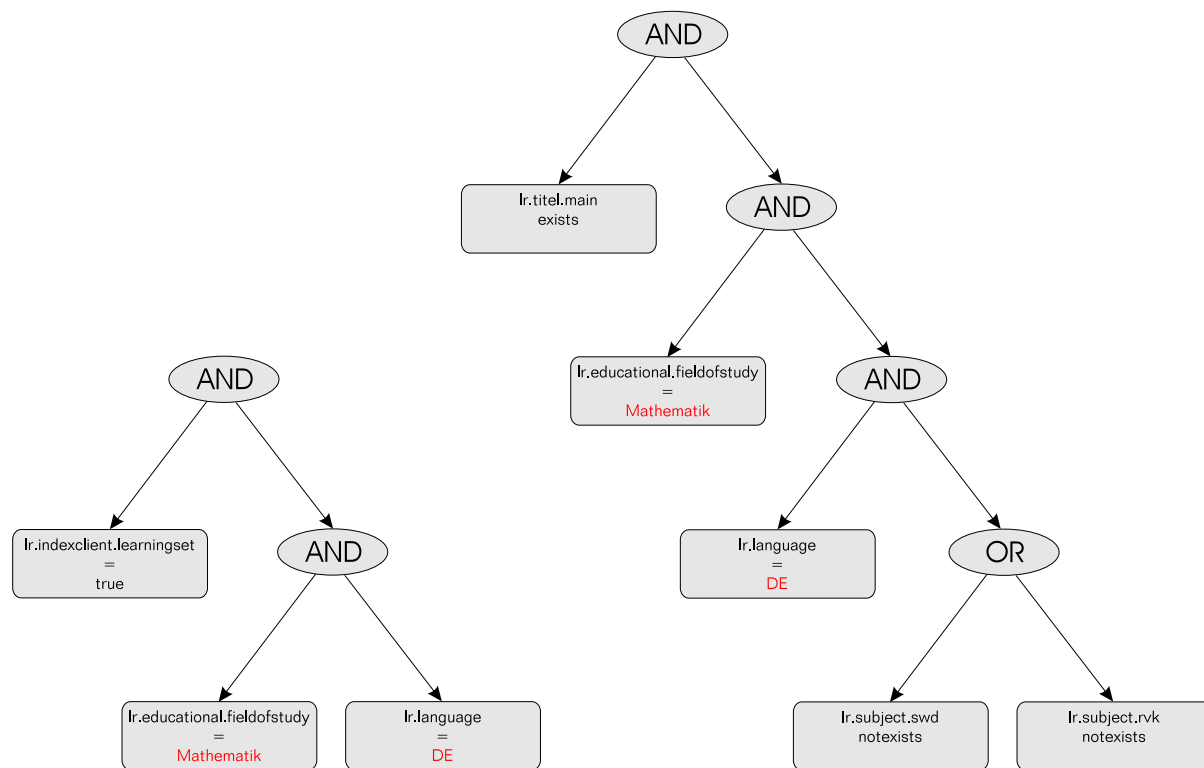 AND
lr.titel.main
exists
AND
AND
lr.educational.fieldofstudy
=
Mathematik
AND
lr.indexclient.learningset
=
true
AND
lr.language
=
DE
OR
lr.educational.fieldofstudy
=
Mathematik
lr.language
=
DE
lr.subject.swd
notexists
lr.subject.rvk
notexists